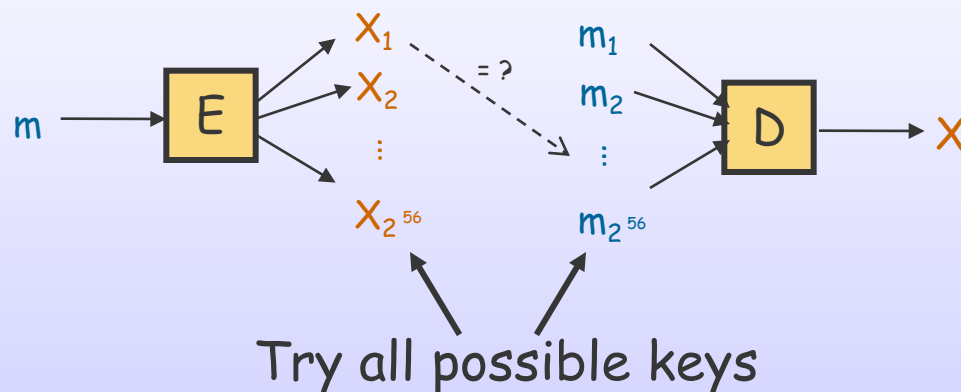 X₁ m₁
= ?
X₂ m₂
m E D X
⋮ ⋮
X₂56 m₂56
Try all possible keys